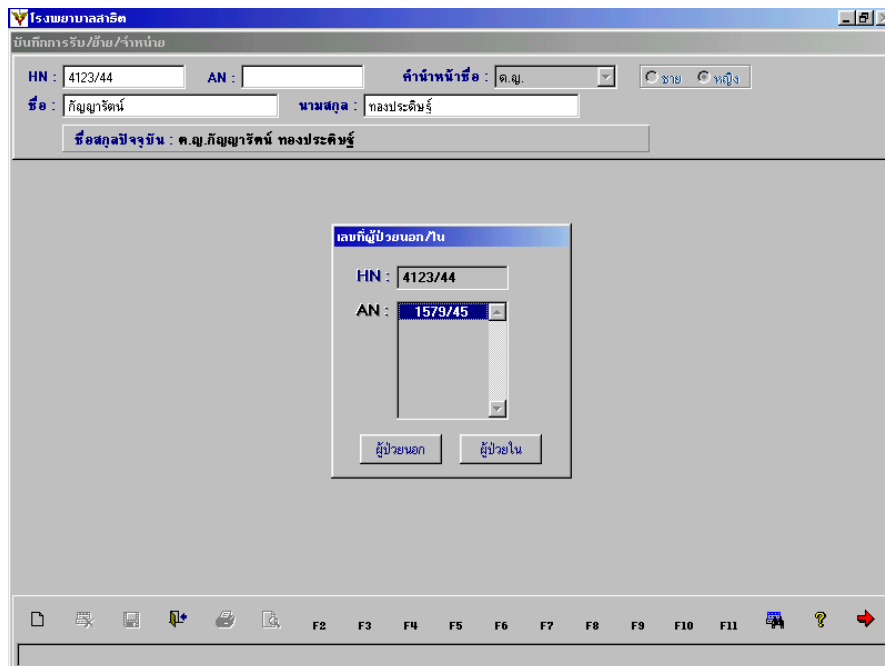 โรงพยาบาลสาธิต
บันทึกการรับ/ย้าย/จำหน่าย
HN : 4123/44 AN : คำนำหน้าชื่อ : ด.ญ. ชาย หญิง
ชื่อ : กัญญารัตน์ นามสกุล : ทองประดิษฐ์
ชื่อสกุลปัจจุบัน : ด.ญ.กัญญารัตน์ ทองประดิษฐ์
เลขที่ผู้ป่วยนอก/ใน
HN : 4123/44
AN : 1579/45
ผู้ป่วยนอก ผู้ป่วยใน
F2 F3 F4 F5 F6 F7 F8 F9 F10 F11